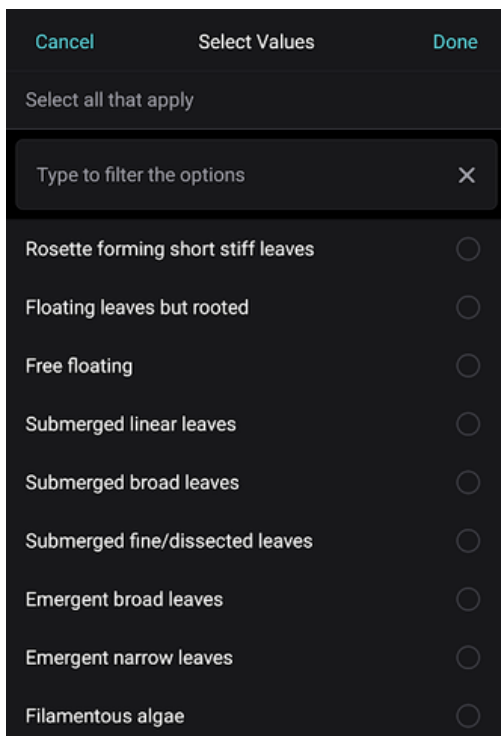 Cancel Select Values Done
Select all that apply
Type to filter the options
Rosette forming short stiff leaves
Floating leaves but rooted
Free floating
Submerged linear leaves
Submerged broad leaves
Submerged fine/dissected leaves
Emergent broad leaves
Emergent narrow leaves
Filamentous algae